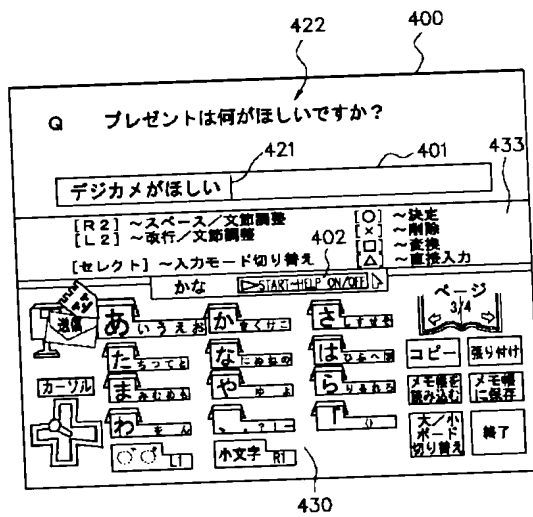 400
422
Q プレゼントは何がほしいですか?
421
401
433
デジカメがほしい
[R2] ~スペース/文節調整
[L2] ~改行/文節調整
[セレクト] ~入力モード切り替え
[○] ~決定
[×] ~削除
[□] ~変換
[△] ~直接入力
402
かな
▷START-HELP ON/OFF
送信
あいうえお
かきくけこ
さしすせそ
たちつてと
なにぬねの
はひふへほ
まみむめも
やゆよ
らりるれろ
わをん
、。?!ー
「」()
L1
小文字 R1
カーソル
ページ
3/4
コピー
張り付け
メモ帳を読み込む
メモ帳に保存
大/小ボード切り替え
終了
430